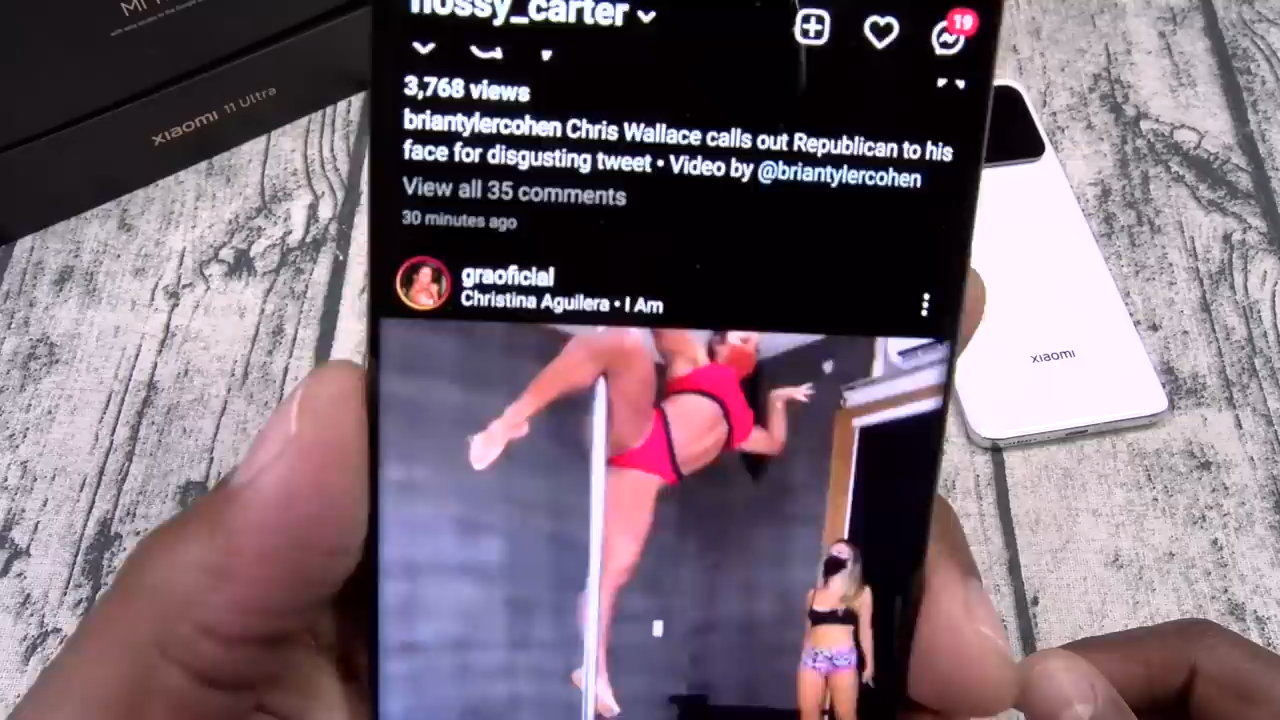 xiaomi 11 Ultra
flossy_carter
19
3,768 views
briantylercohen Chris Wallace calls out Republican to his
face for disgusting tweet • Video by @briantylercohen
View all 35 comments
30 minutes ago
graoficial
Christina Aguilera • I Am
xiaomi